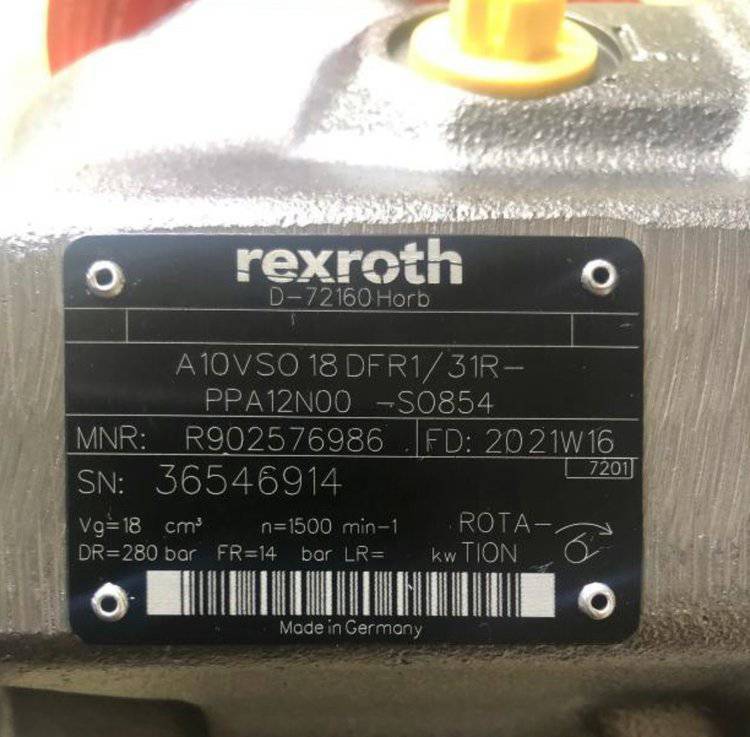 rexroth
D-72160 Horb
A10VSO 18 DFR1/31R-
PPA12N00 -S0854
MNR: R902576986 FD: 2021W16
7201
SN: 36546914
Vg=18 cm³ n=1500 min-1 ROTA-
DR=280 bar FR=14 bar LR= kw TION
Made in Germany